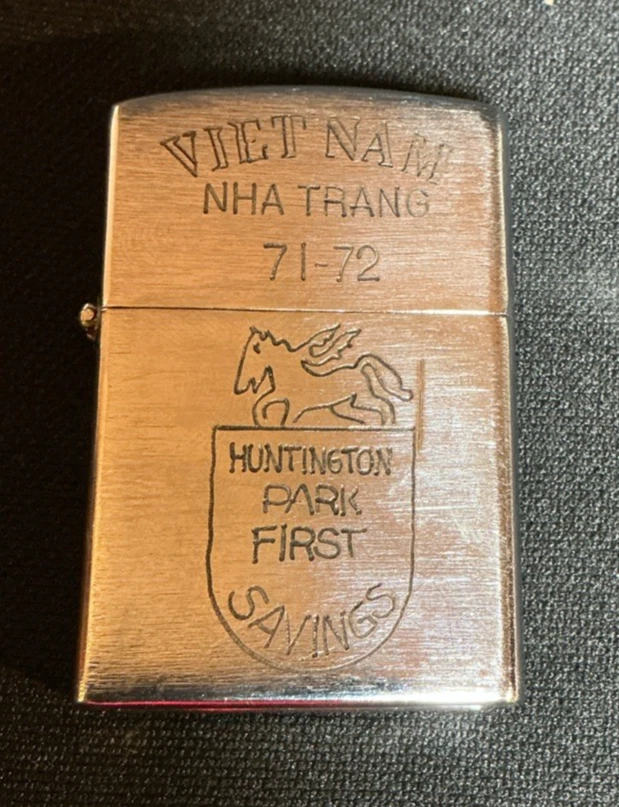 VIET NAM
NHA TRANG
71-72
HUNTINGTON
PARK
FIRST
SAVINGS